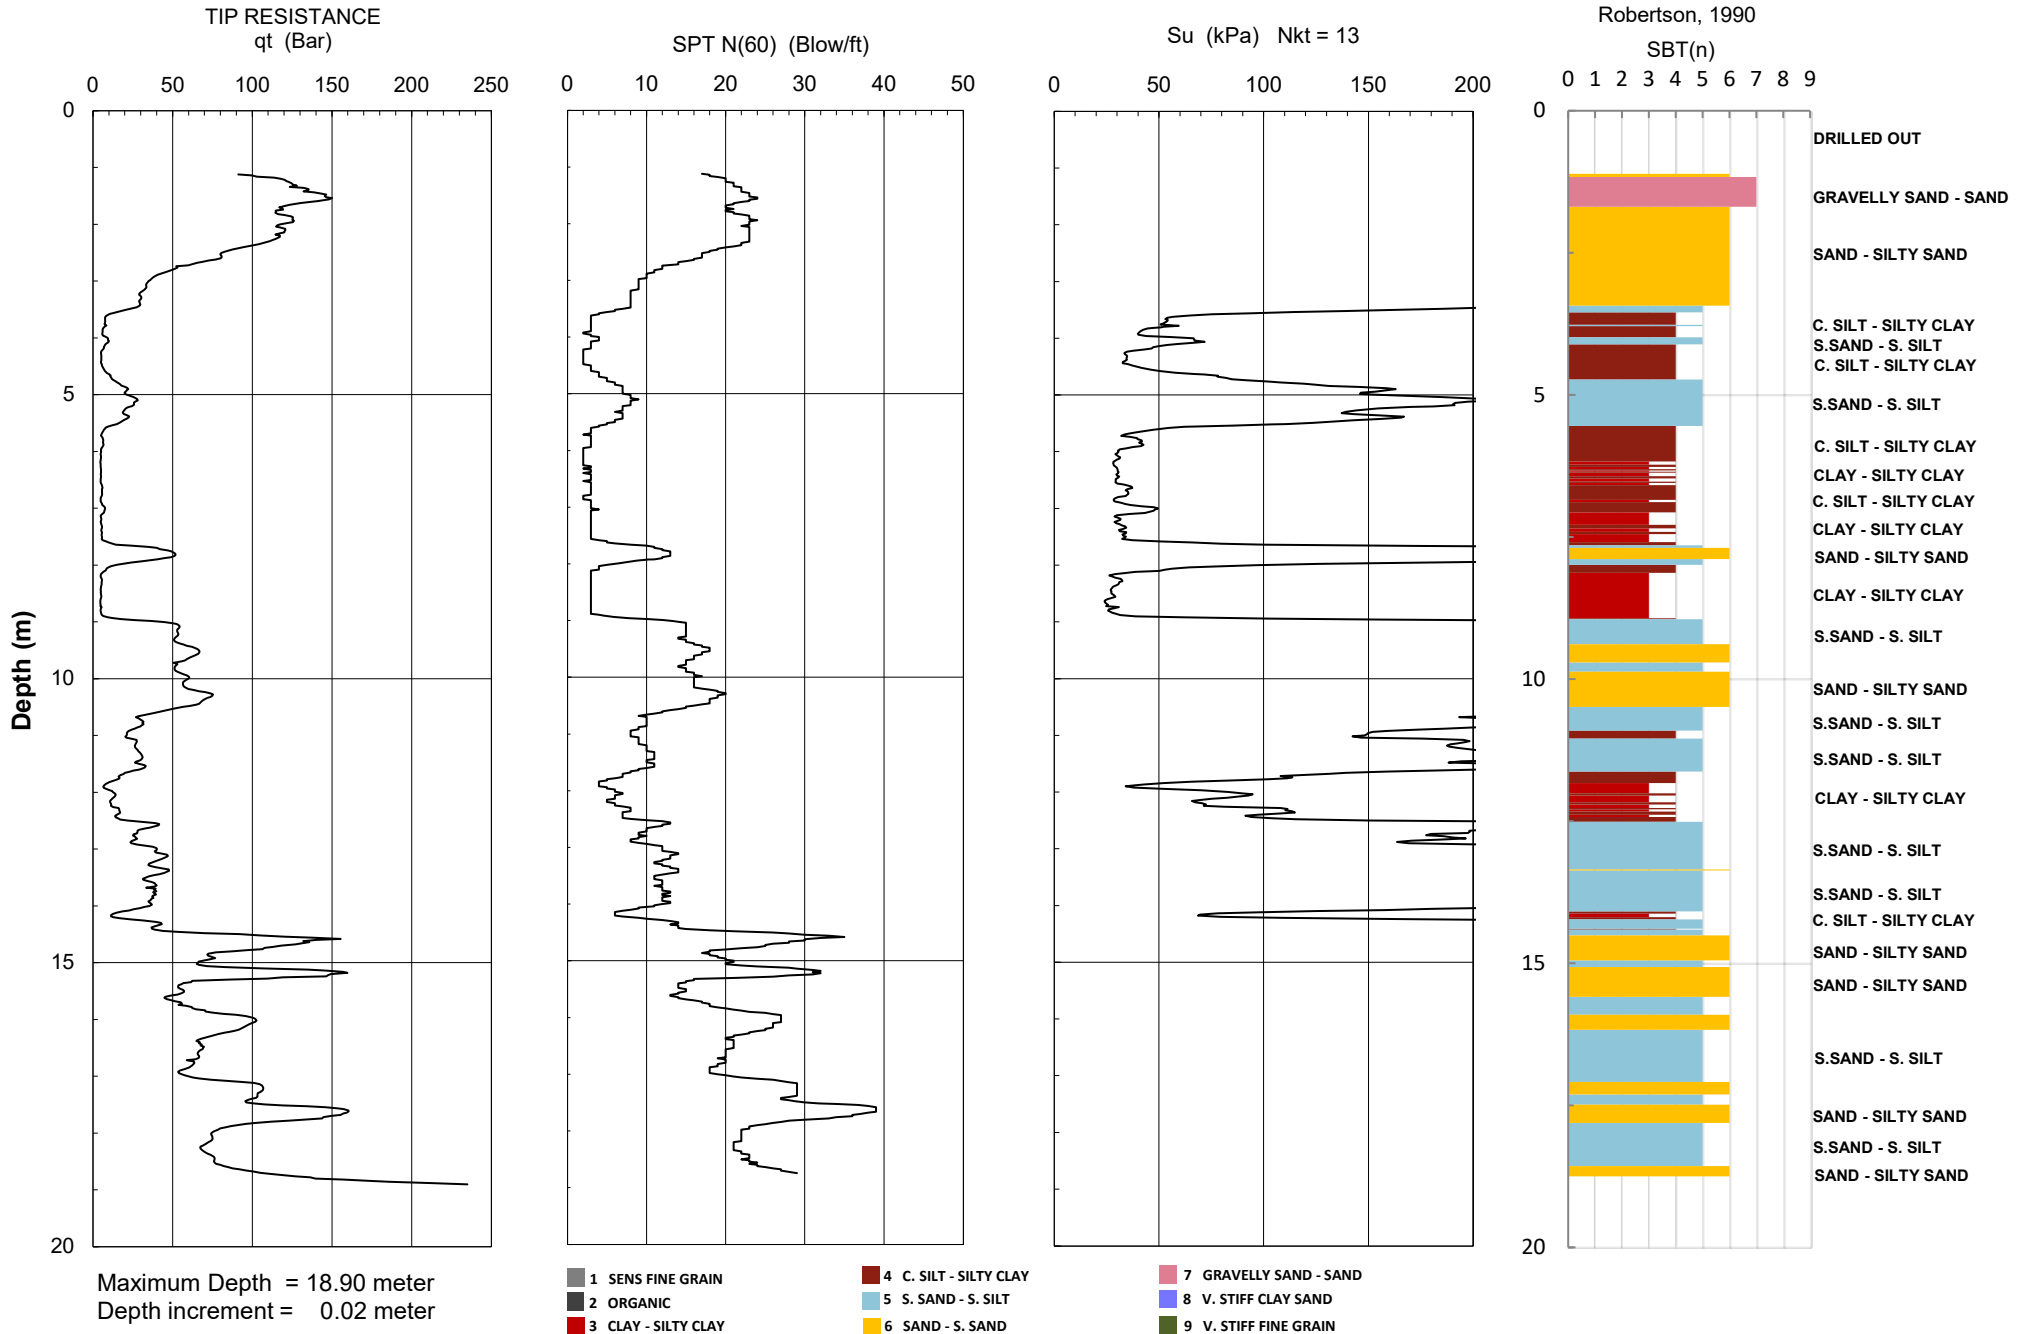 TIP RESISTANCE
qt (Bar)
0 50 100 150 200 250
SPT N(60) (Blow/ft)
0 10 20 30 40 50
Su (kPa) Nkt = 13
0 50 100 150 200
Robertson, 1990
SBT(n)
0 1 2 3 4 5 6 7 8 9
Depth (m)
0
5
10
15
20
0
5
10
15
20
DRILLED OUT
GRAVELLY SAND - SAND
SAND - SILTY SAND
C. SILT - SILTY CLAY
S.SAND - S. SILT
C. SILT - SILTY CLAY
S.SAND - S. SILT
C. SILT - SILTY CLAY
CLAY - SILTY CLAY
C. SILT - SILTY CLAY
CLAY - SILTY CLAY
SAND - SILTY SAND
CLAY - SILTY CLAY
S.SAND - S. SILT
SAND - SILTY SAND
S.SAND - S. SILT
S.SAND - S. SILT
CLAY - SILTY CLAY
S.SAND - S. SILT
S.SAND - S. SILT
C. SILT - SILTY CLAY
SAND - SILTY SAND
SAND - SILTY SAND
S.SAND - S. SILT
SAND - SILTY SAND
S.SAND - S. SILT
SAND - SILTY SAND
Maximum Depth = 18.90 meter
Depth increment = 0.02 meter
1 SENS FINE GRAIN
2 ORGANIC
3 CLAY - SILTY CLAY
4 C. SILT - SILTY CLAY
5 S. SAND - S. SILT
6 SAND - S. SAND
7 GRAVELLY SAND - SAND
8 V. STIFF CLAY SAND
9 V. STIFF FINE GRAIN